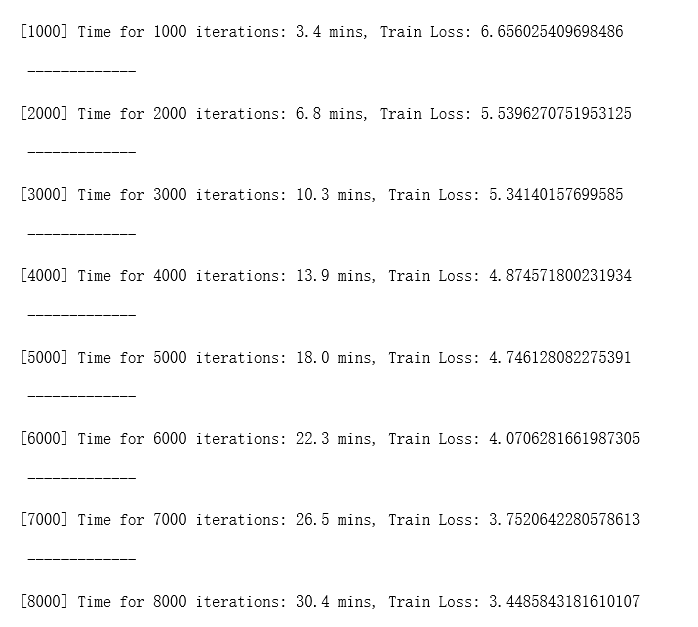 [1000] Time for 1000 iterations: 3.4 mins, Train Loss: 6.656025409698486
-------------
[2000] Time for 2000 iterations: 6.8 mins, Train Loss: 5.5396270751953125
-------------
[3000] Time for 3000 iterations: 10.3 mins, Train Loss: 5.34140157699585
-------------
[4000] Time for 4000 iterations: 13.9 mins, Train Loss: 4.874571800231934
-------------
[5000] Time for 5000 iterations: 18.0 mins, Train Loss: 4.746128082275391
-------------
[6000] Time for 6000 iterations: 22.3 mins, Train Loss: 4.0706281661987305
-------------
[7000] Time for 7000 iterations: 26.5 mins, Train Loss: 3.7520642280578613
-------------
[8000] Time for 8000 iterations: 30.4 mins, Train Loss: 3.4485843181610107